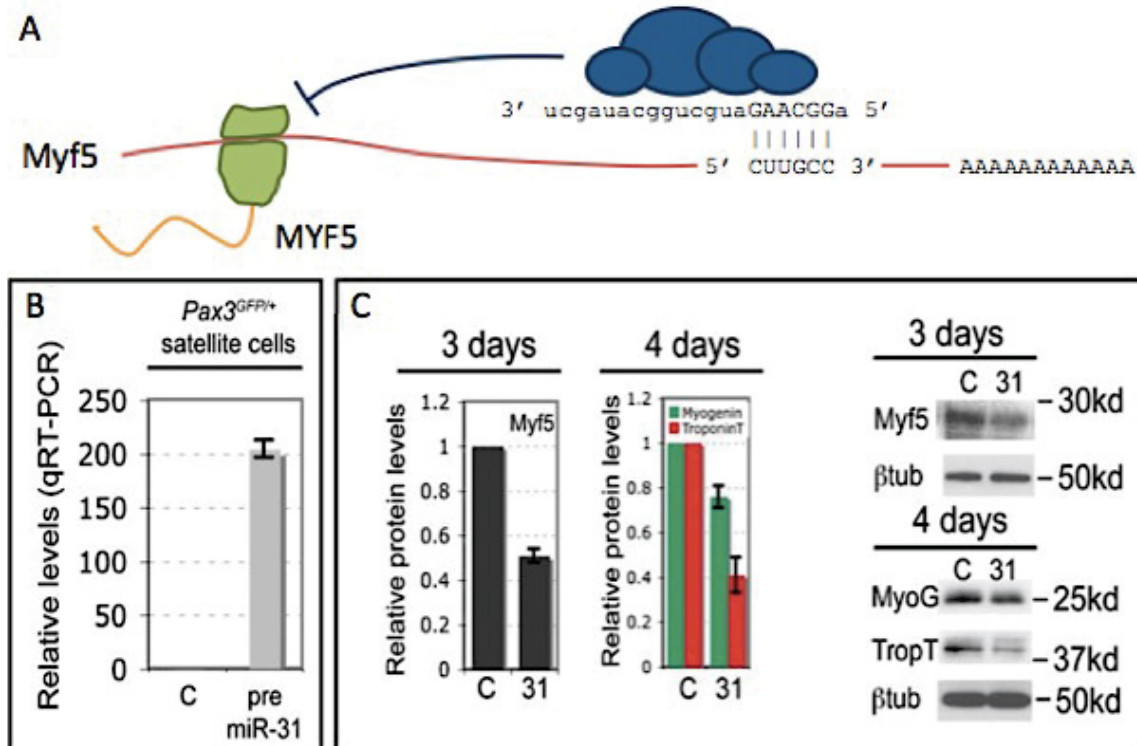 A
3' ucgauacggucguaGAACGGa 5'
||||||
Myf5
5' CUUGCC 3'
AAAAAAAAAAAA
MYF5
B
Pax3GFP/+
satellite cells
Relative levels (qRT-PCR)
250
200
150
100
50
0
C
pre
miR-31
C
3 days
Relative protein levels
1.2
1
0.8
0.6
0.4
0.2
0
Myf5
C 31
4 days
Relative protein levels
1.2
1
0.8
0.6
0.4
0.2
0
Myogenin
TroponinT
C 31
3 days
C 31
Myf5
-30kd
βtub
-50kd
4 days
C 31
MyoG
-25kd
TropT
-37kd
βtub
-50kd